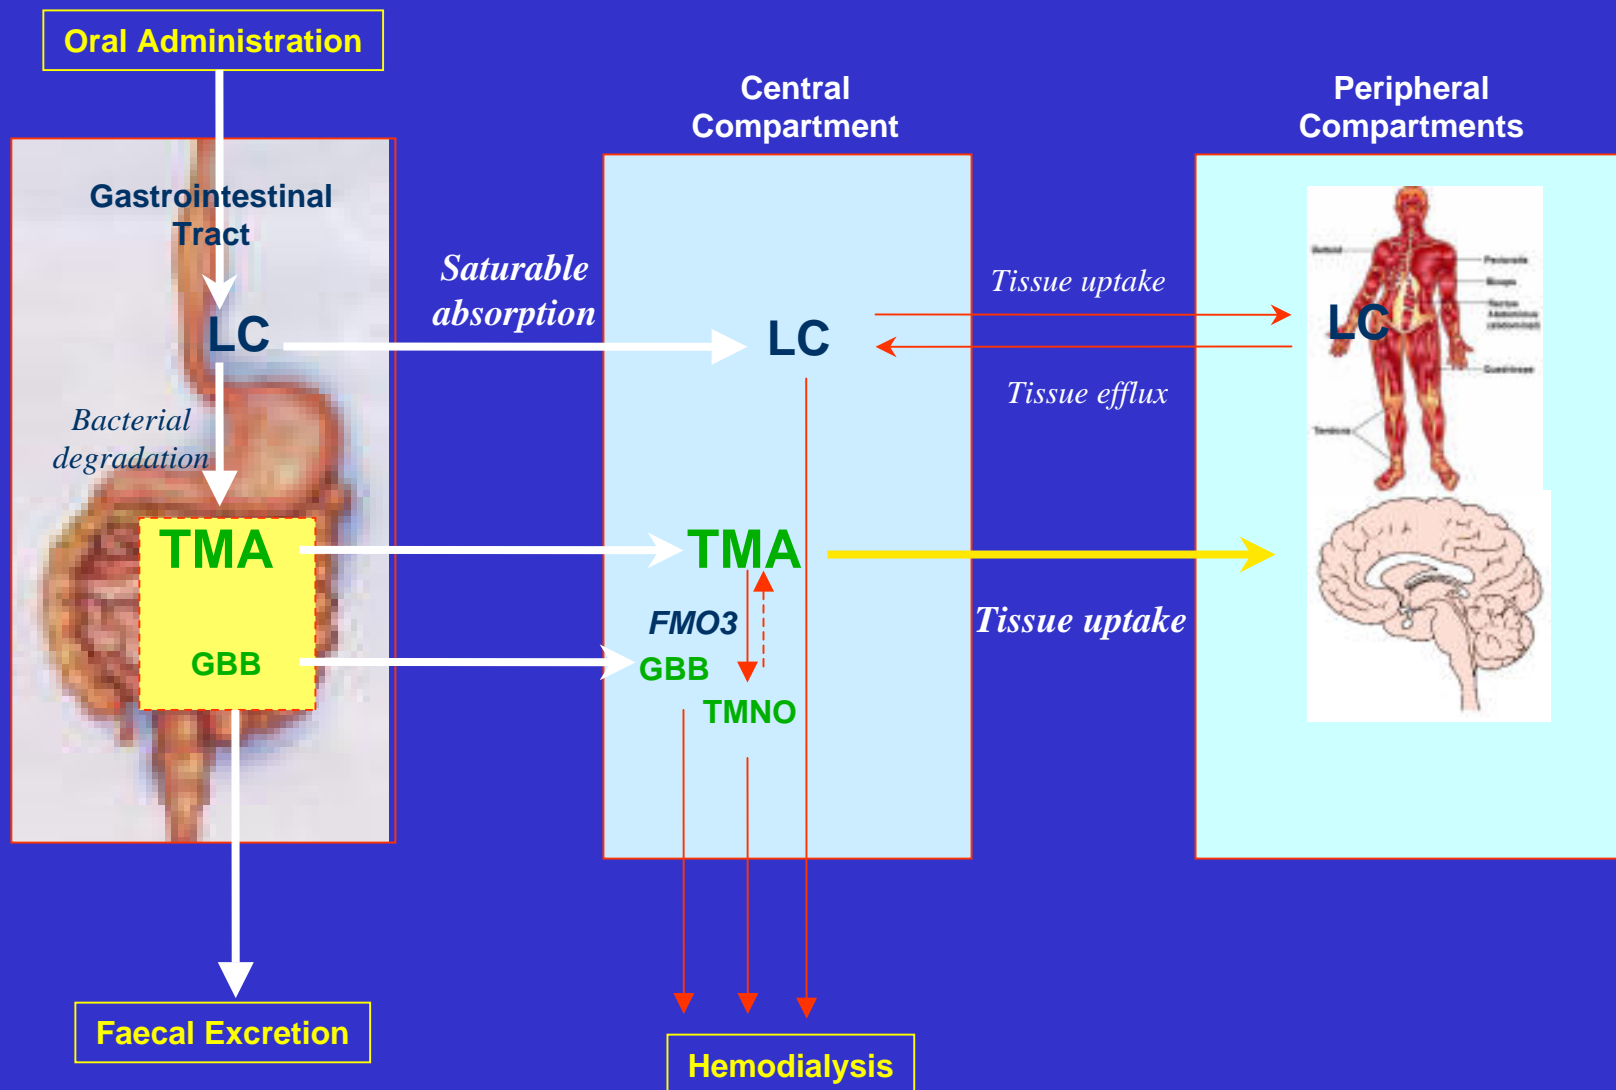 Oral Administration
Central
Compartment
Peripheral
Compartments
Gastrointestinal
Tract
LC
Saturable
absorption
LC
Tissue uptake
Tissue efflux
LC
Bacterial
degradation
TMA
GBB
TMA
FMO3
GBB
TMNO
Tissue uptake
Faecal Excretion
Hemodialysis